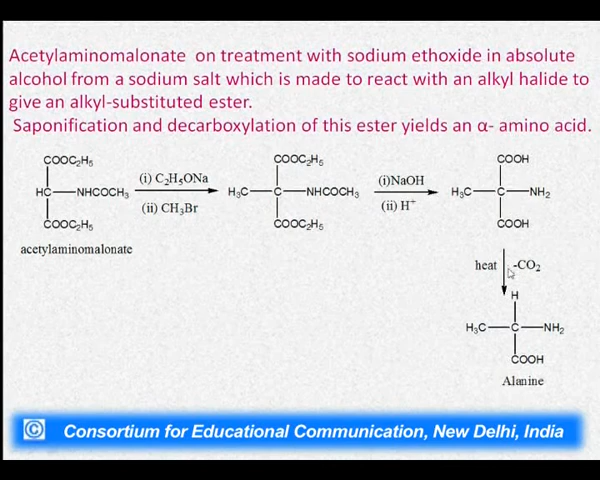 Acetylaminomalonate on treatment with sodium ethoxide in absolute
alcohol from a sodium salt which is made to react with an alkyl halide to
give an alkyl-substituted ester.
Saponification and decarboxylation of this ester yields an α- amino acid.
COOC₂H₅
HC—NHCOCH₃
COOC₂H₅
acetylaminomalonate
(i) C₂H₅ONa
(ii) CH₃Br
COOC₂H₅
H₃C—C—NHCOCH₃
COOC₂H₅
(i)NaOH
(ii) H⁺
COOH
H₃C—C—NH₂
COOH
heat -CO₂
H
H₃C—C—NH₂
COOH
Alanine
© Consortium for Educational Communication, New Delhi, India